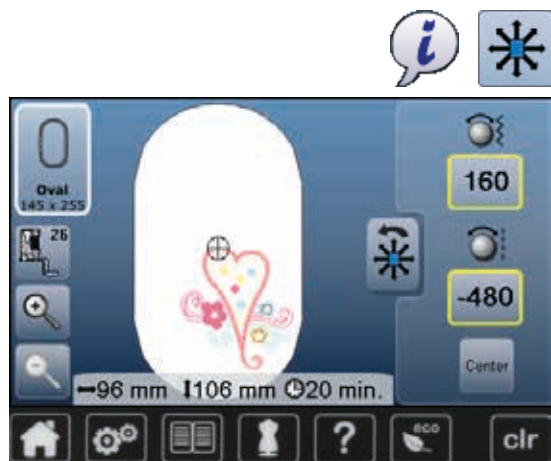 i
Oval
145 x 255
26
160
-480
Center
96 mm 106 mm 20 min.
?
eco
clr